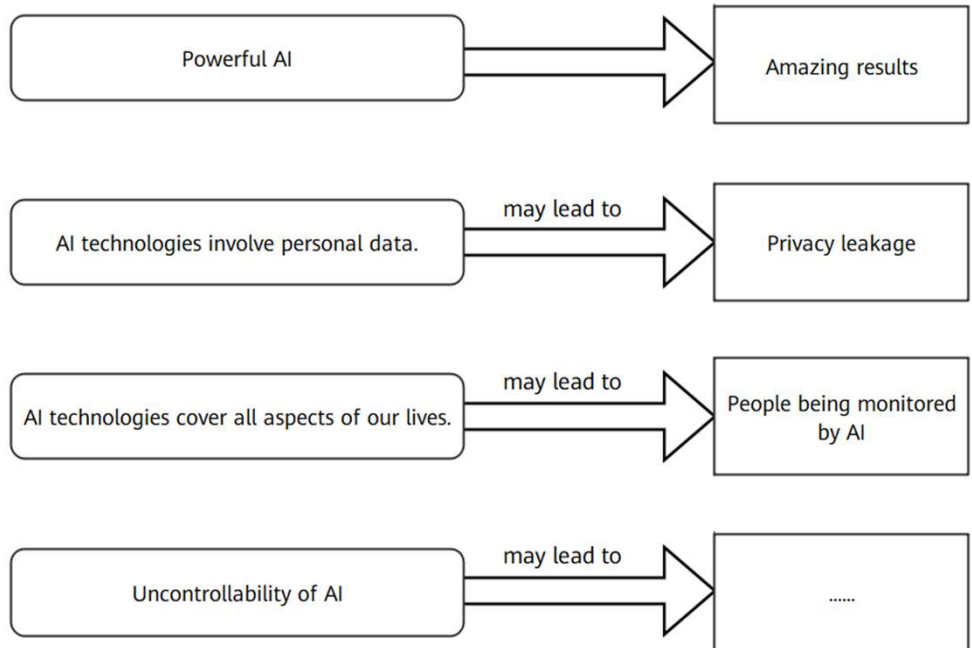 Powerful AI
Amazing results
may lead to
AI technologies involve personal data.
Privacy leakage
may lead to
AI technologies cover all aspects of our lives.
People being monitored
by AI
may lead to
Uncontrollability of AI
......